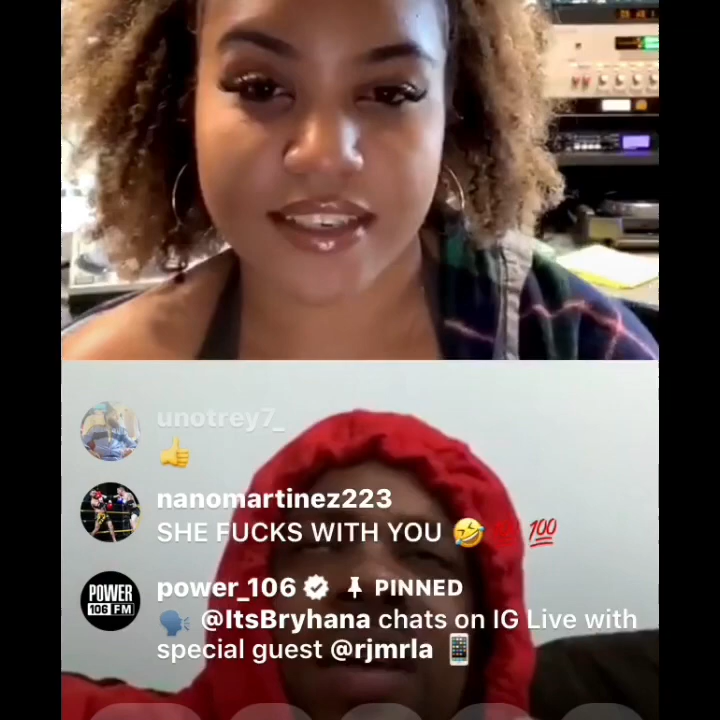 unotrey7_
👍
nanomartinez223
SHE FUCKS WITH YOU 🤣💯💯
POWER
106 FM
power_106 PINNED
🗣️ @ItsBryhana chats on IG Live with
special guest @rjmrla 📱